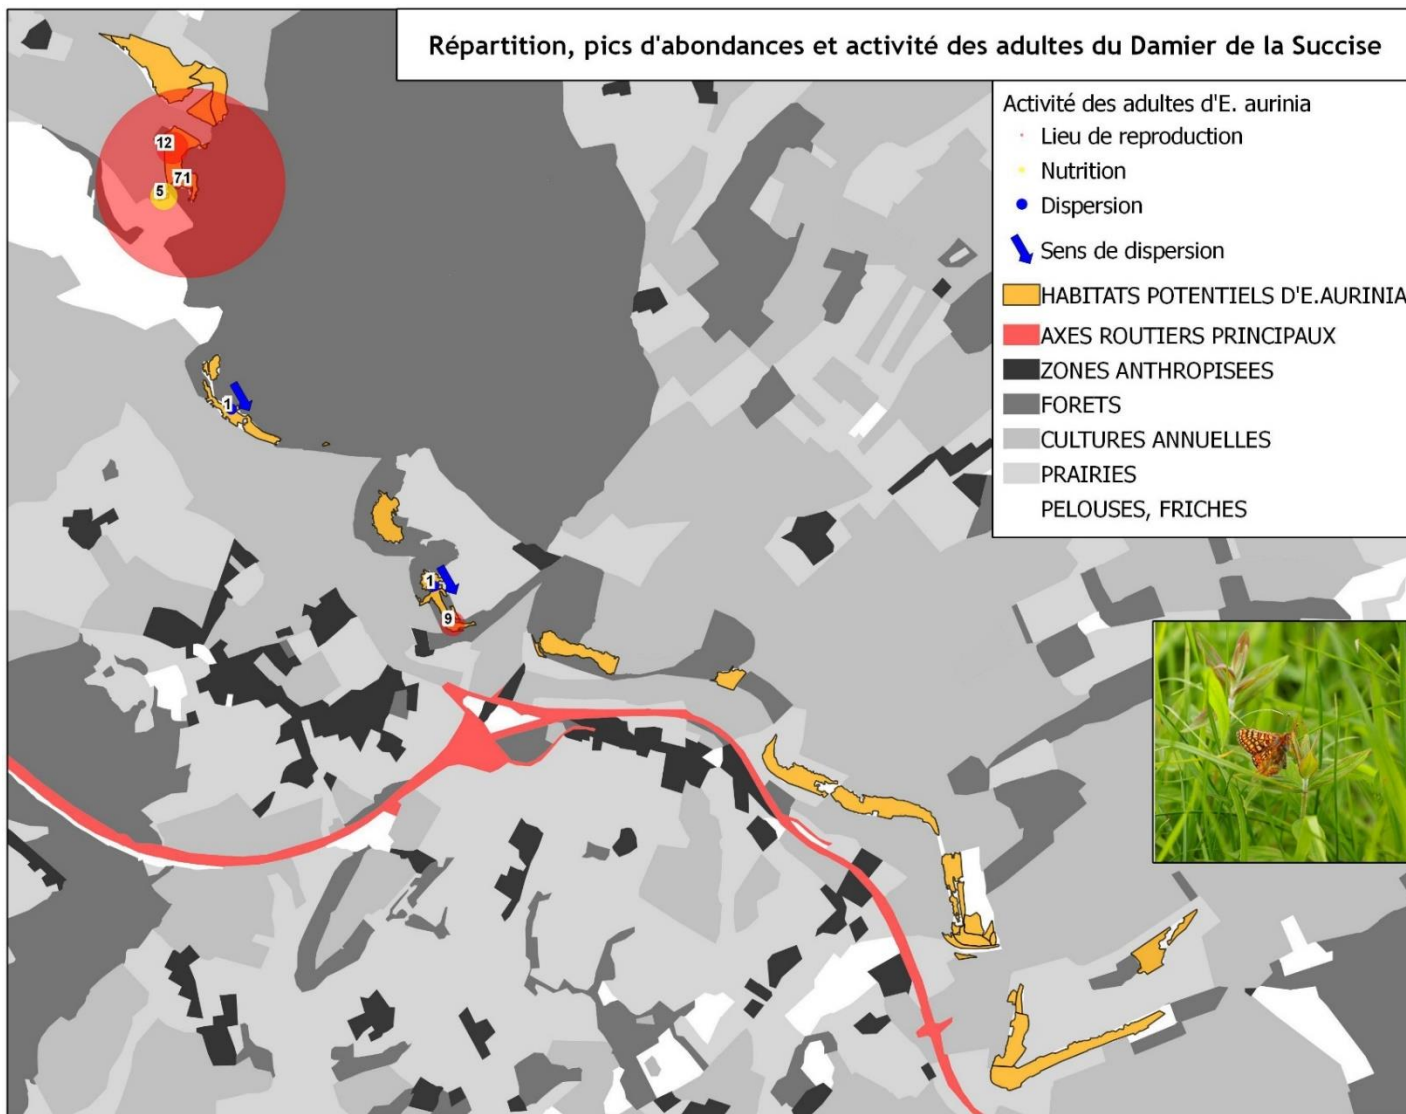 Répartition, pics d'abondances et activité des adultes du Damier de la Succise
Activité des adultes d'E. aurinia
Lieu de reproduction
Nutrition
Dispersion
Sens de dispersion
HABITATS POTENTIELS D'E.AURINIA
AXES ROUTIERS PRINCIPAUX
ZONES ANTHROPISEES
FORETS
CULTURES ANNUELLES
PRAIRIES
PELOUSES, FRICHES
12
71
5
1
1
9